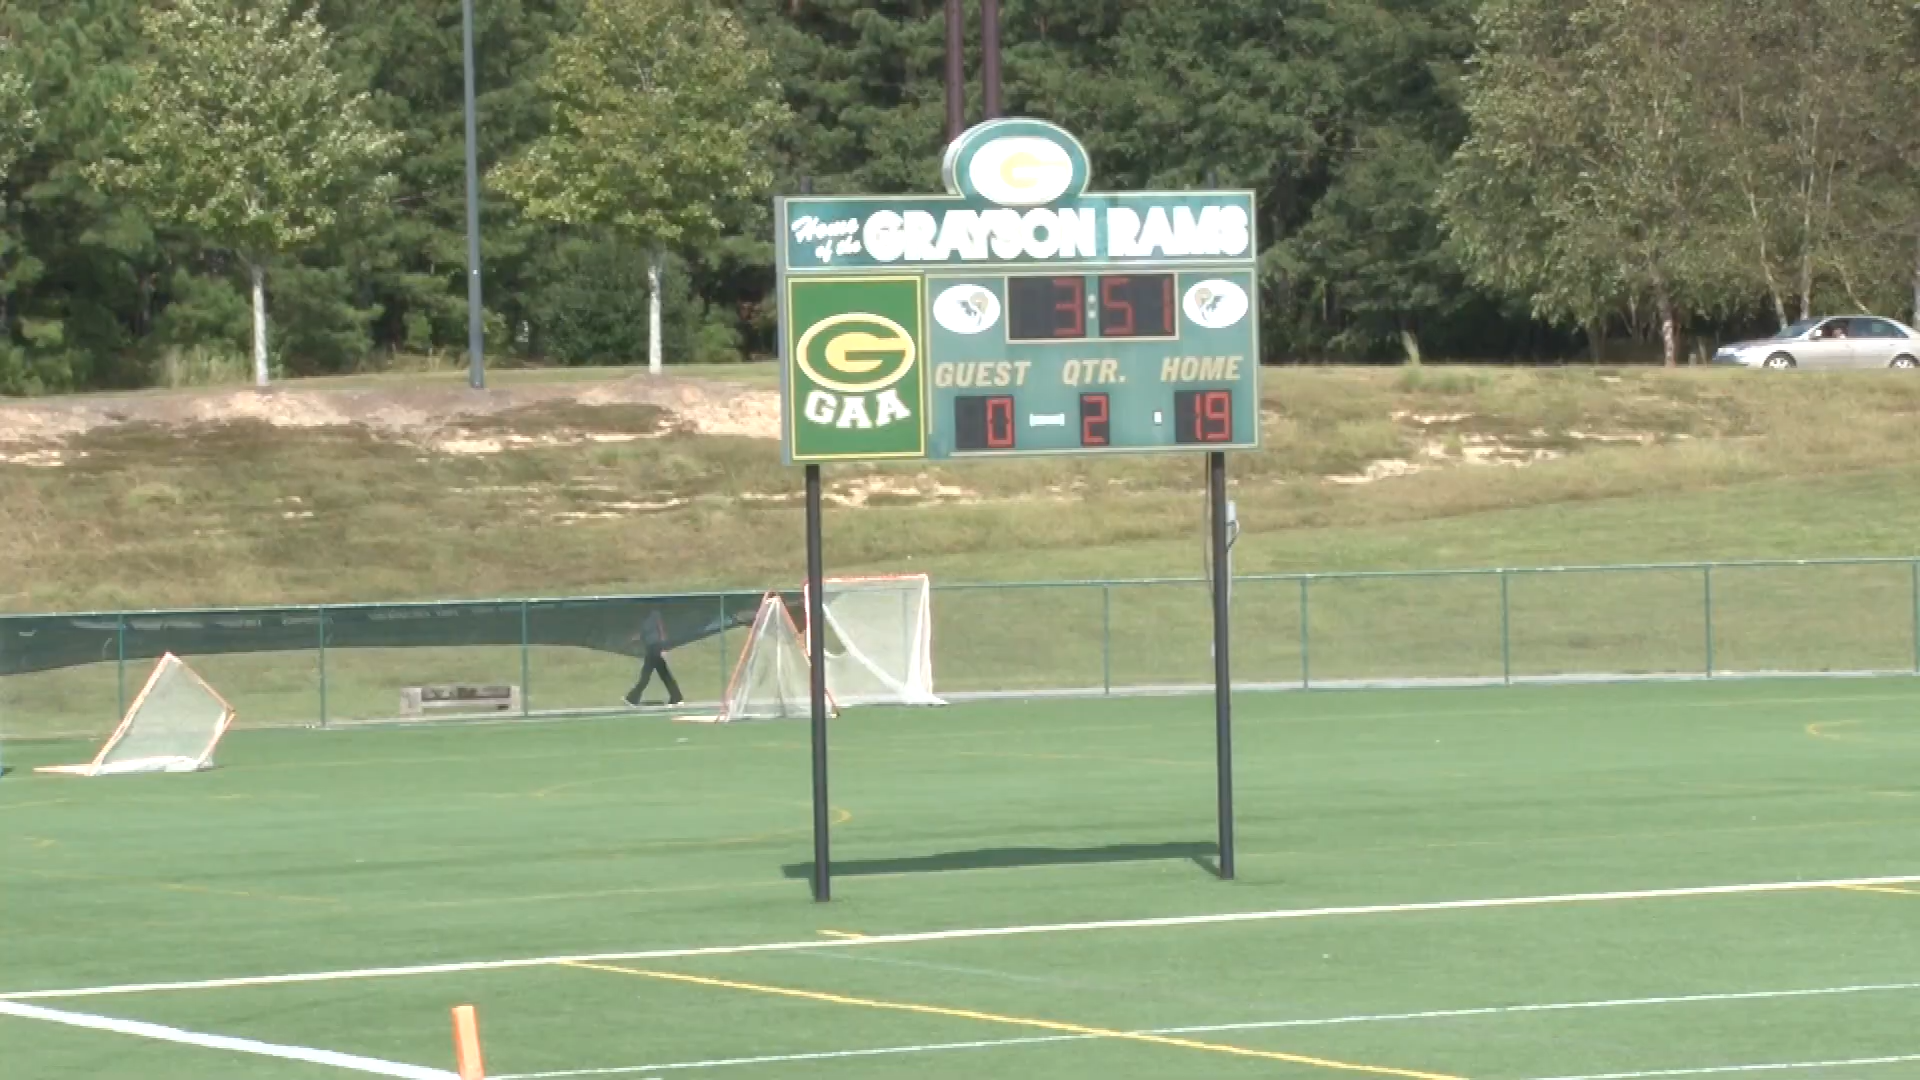 G
Home of the GRAYSON RAMS
3:51
G
GAA
GUEST QTR. HOME
0 2 19